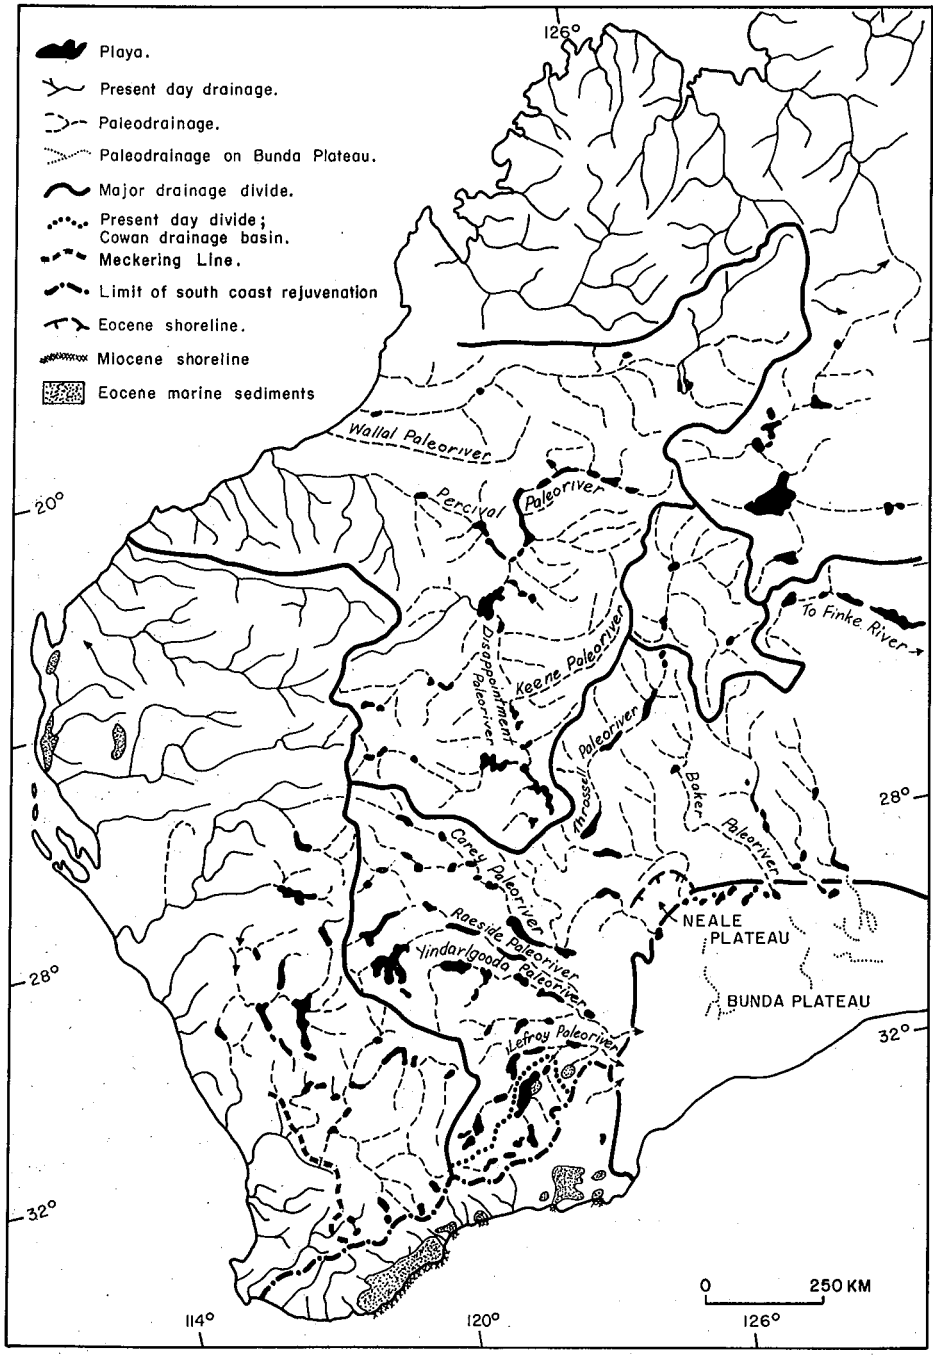 126°
Playa.
Present day drainage.
Paleodrainage.
Paleodrainage on Bunda Plateau.
Major drainage divide.
Present day divide;
Cowan drainage basin.
Meckering Line.
Limit of south coast rejuvenation
Eocene shoreline.
Miocene shoreline
Eocene marine sediments
Wallal Paleoriver
20°
Percival Paleoriver
To Finke River
Disappointment
Paleoriver
Keene Paleoriver
Throssell Paleoriver
Baker Paleoriver
28°
Carey Paleoriver
Raeside Paleoriver
Yindarlgooda Paleoriver
NEALE
PLATEAU
28°
BUNDA PLATEAU
32°
Lefroy Paleoriver
32°
0 250 KM
114°
120°
126°